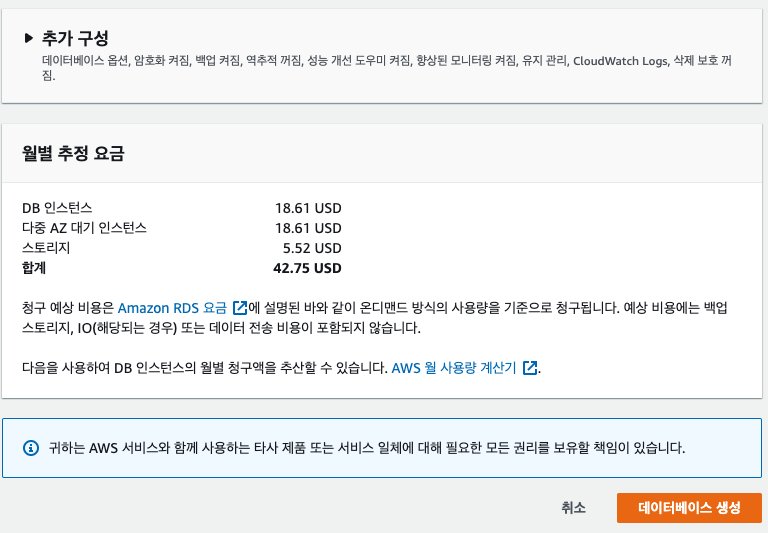 추가 구성
데이터베이스 옵션, 암호화 켜짐, 백업 켜짐, 역추적 꺼짐, 성능 개선 도우미 켜짐, 향상된 모니터링 켜짐, 유지 관리, CloudWatch Logs, 삭제 보호 꺼
짐.
월별 추정 요금
DB 인스턴스 18.61 USD
다중 AZ 대기 인스턴스 18.61 USD
스토리지 5.52 USD
합계 42.75 USD
청구 예상 비용은 Amazon RDS 요금 에 설명된 바와 같이 온디맨드 방식의 사용량을 기준으로 청구됩니다. 예상 비용에는 백업
스토리지, IO(해당되는 경우) 또는 데이터 전송 비용이 포함되지 않습니다.
다음을 사용하여 DB 인스턴스의 월별 청구액을 추산할 수 있습니다. AWS 월 사용량 계산기 .
귀하는 AWS 서비스와 함께 사용하는 타사 제품 또는 서비스 일체에 대해 필요한 모든 권리를 보유할 책임이 있습니다.
취소 데이터베이스 생성